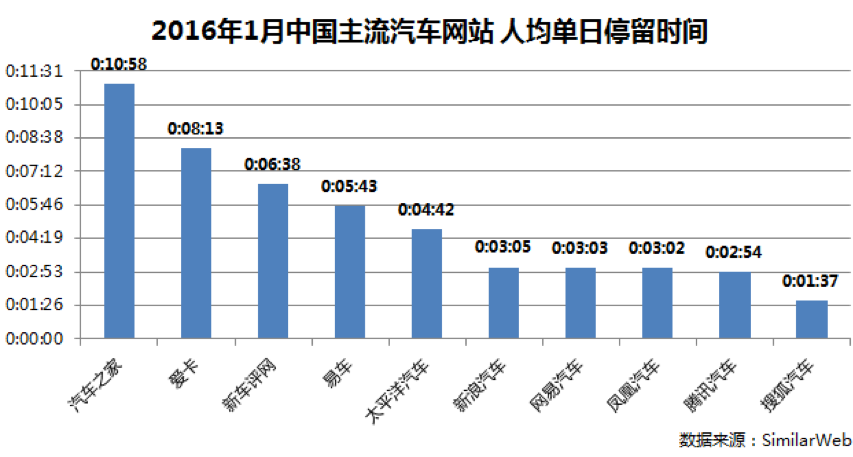 2016年1月中国主流汽车网站 人均单日停留时间
0:11:31
0:10:05
0:08:38
0:07:12
0:05:46
0:04:19
0:02:53
0:01:26
0:00:00
0:10:58
0:08:13
0:06:38
0:05:43
0:04:42
0:03:05
0:03:03
0:03:02
0:02:54
0:01:37
汽车之家
爱卡
新车评网
易车
太平洋汽车
新浪汽车
网易汽车
凤凰汽车
腾讯汽车
搜狐汽车
数据来源：SimilarWeb